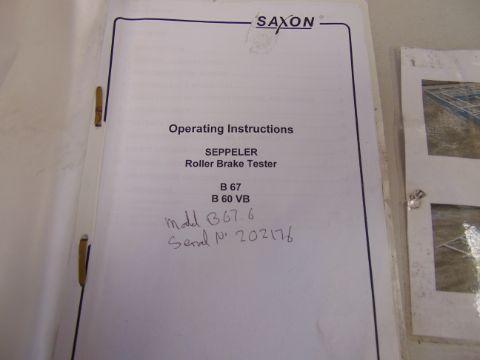 SAXON
Operating Instructions
SEPPELER
Roller Brake Tester
B 67
B 60 VB
Model B67.6
Serial Nº 202176